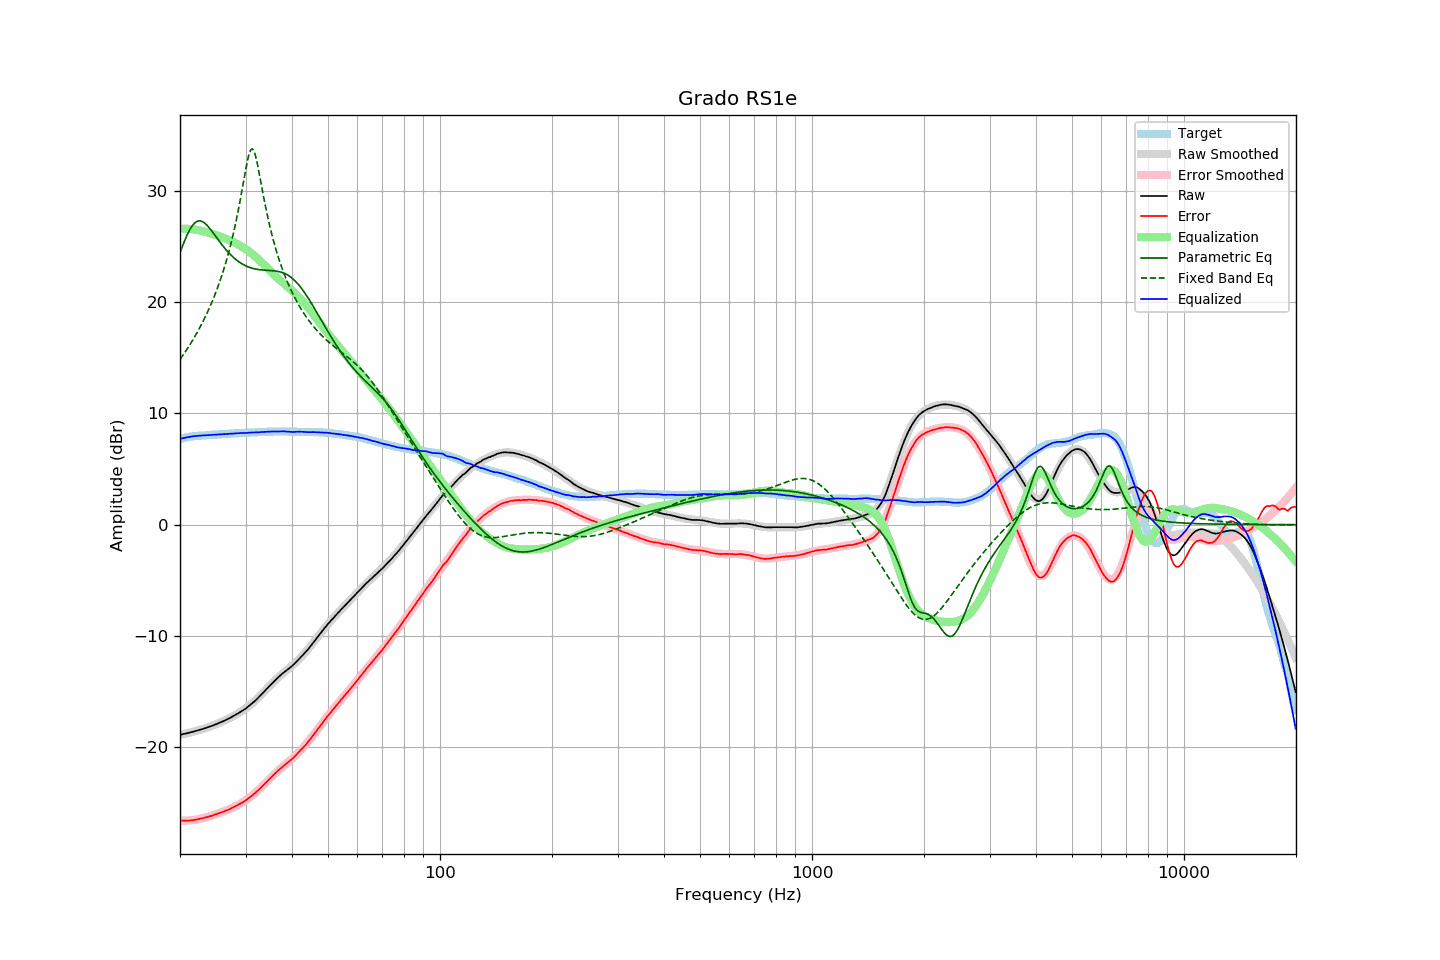 Grado RS1e
Target
Raw Smoothed
Error Smoothed
Raw
Error
Equalization
Parametric Eq
Fixed Band Eq
Equalized
30
20
10
0
−10
−20
Amplitude (dBr)
100
1000
10000
Frequency (Hz)